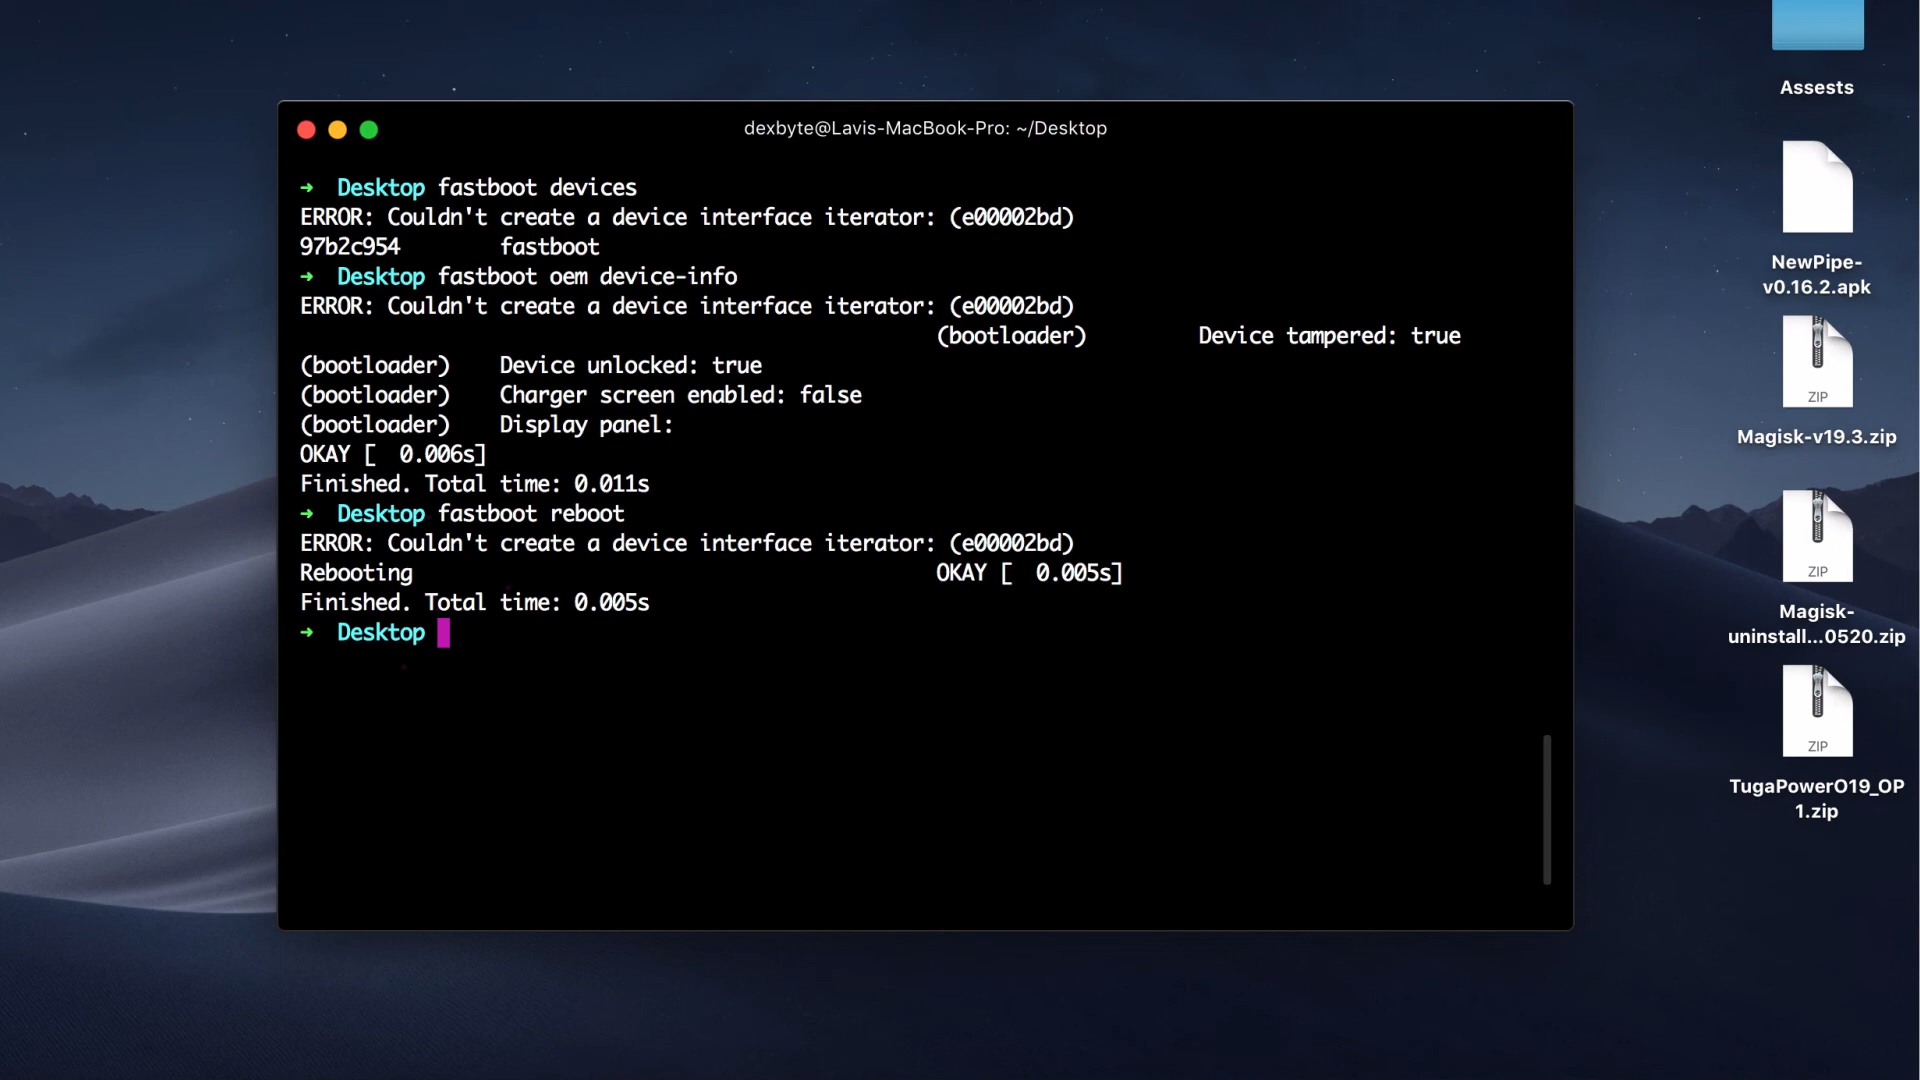 dexbyte@Lavis-MacBook-Pro: ~/Desktop
→ Desktop fastboot devices
ERROR: Couldn't create a device interface iterator: (e00002bd)
97b2c954 fastboot
→ Desktop fastboot oem device-info
ERROR: Couldn't create a device interface iterator: (e00002bd)
(bootloader) Device tampered: true
(bootloader) Device unlocked: true
(bootloader) Charger screen enabled: false
(bootloader) Display panel:
OKAY [ 0.006s]
Finished. Total time: 0.011s
→ Desktop fastboot reboot
ERROR: Couldn't create a device interface iterator: (e00002bd)
Rebooting OKAY [ 0.005s]
Finished. Total time: 0.005s
→ Desktop
Assests
NewPipe-
v0.16.2.apk
ZIP
Magisk-v19.3.zip
ZIP
Magisk-
uninstall...0520.zip
ZIP
TugaPowerO19_OP
1.zip